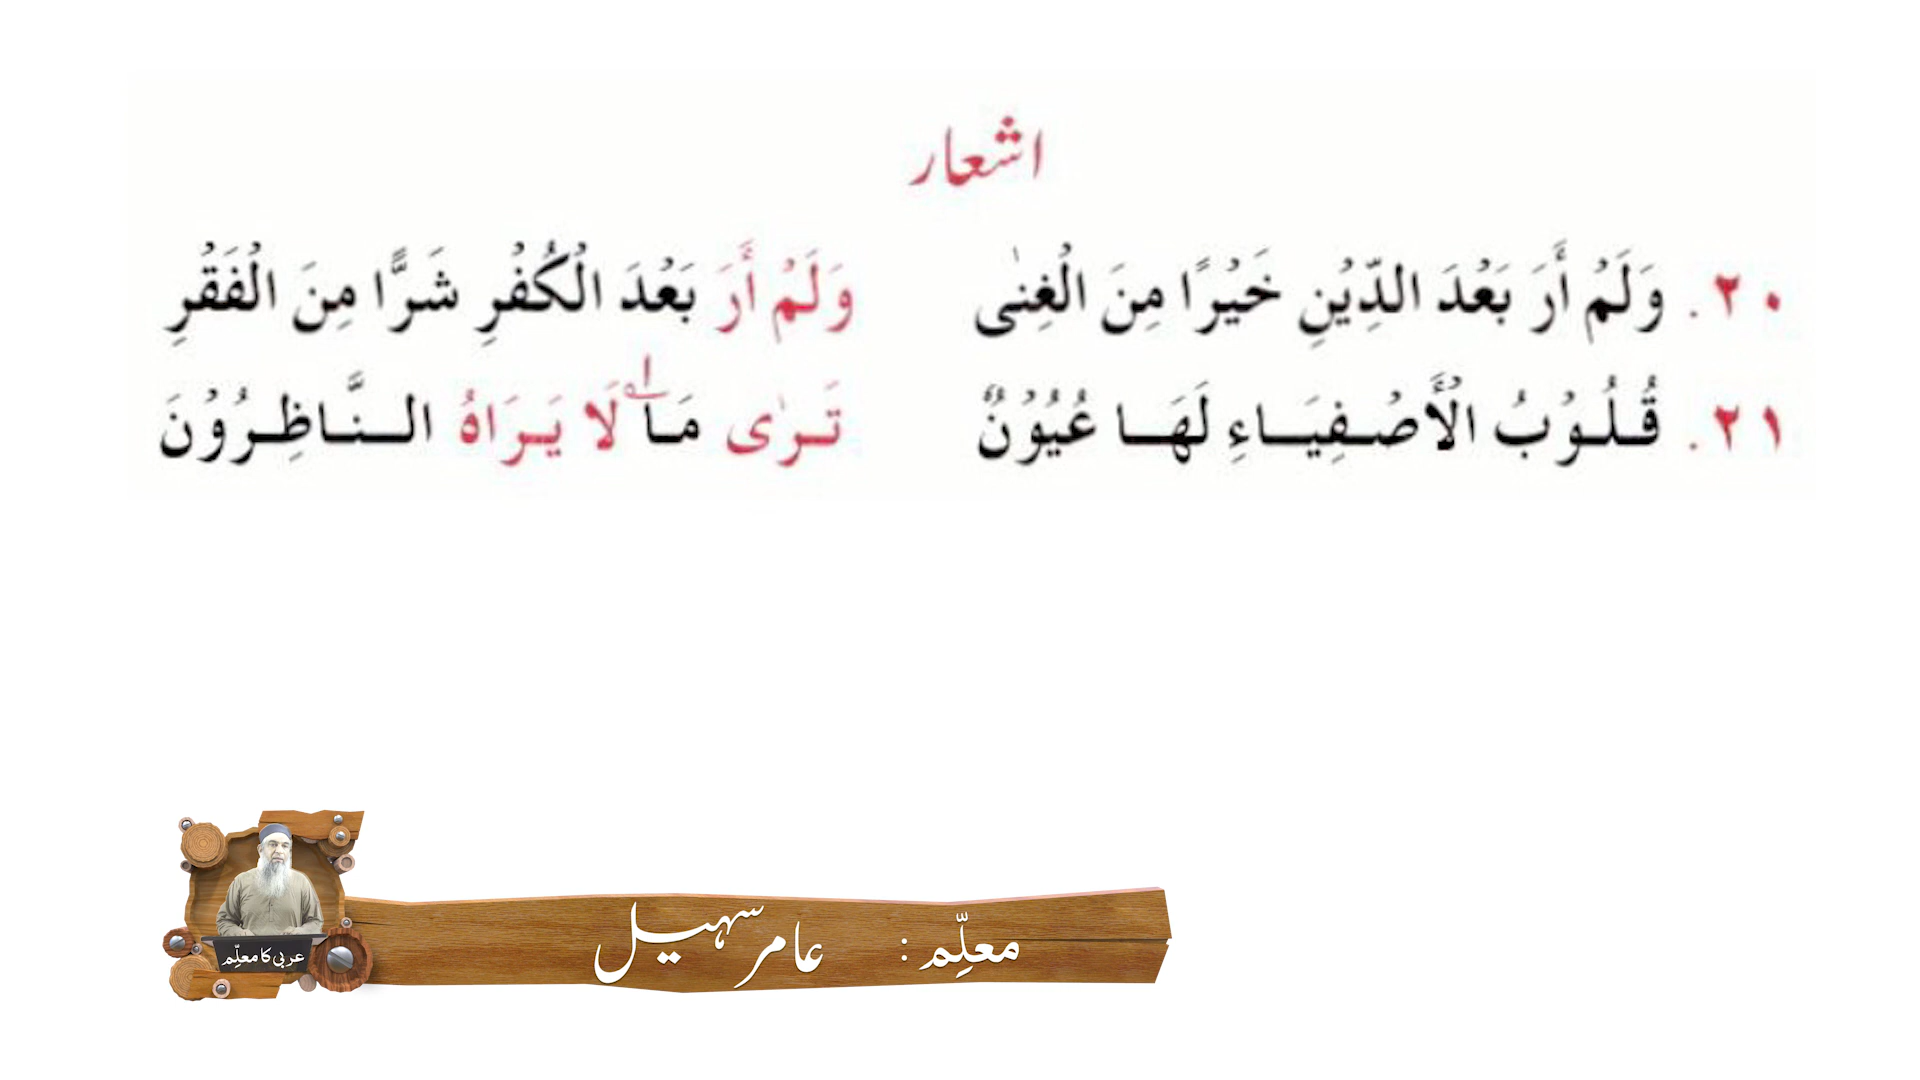 اشعار
٢٠. وَلَمْ أَرَ بَعْدَ الدِّيْنِ خَيْرًا مِنَ الْغِنٰى وَلَمْ أَرَ بَعْدَ الْكُفْرِ شَرًّا مِنَ الْفَقْرِ
٢١. قُلُوْبُ الْأَصْفِيَاءِ لَهَا عُيُوْنٌ تَرٰى مَا لَا يَرَاهُ النَّاظِرُوْنَ
معلِّم : عامر سہیل
عربی کا معلِّم